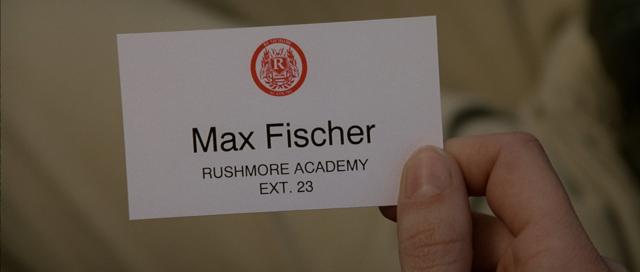 R
Max Fischer
RUSHMORE ACADEMY
EXT. 23